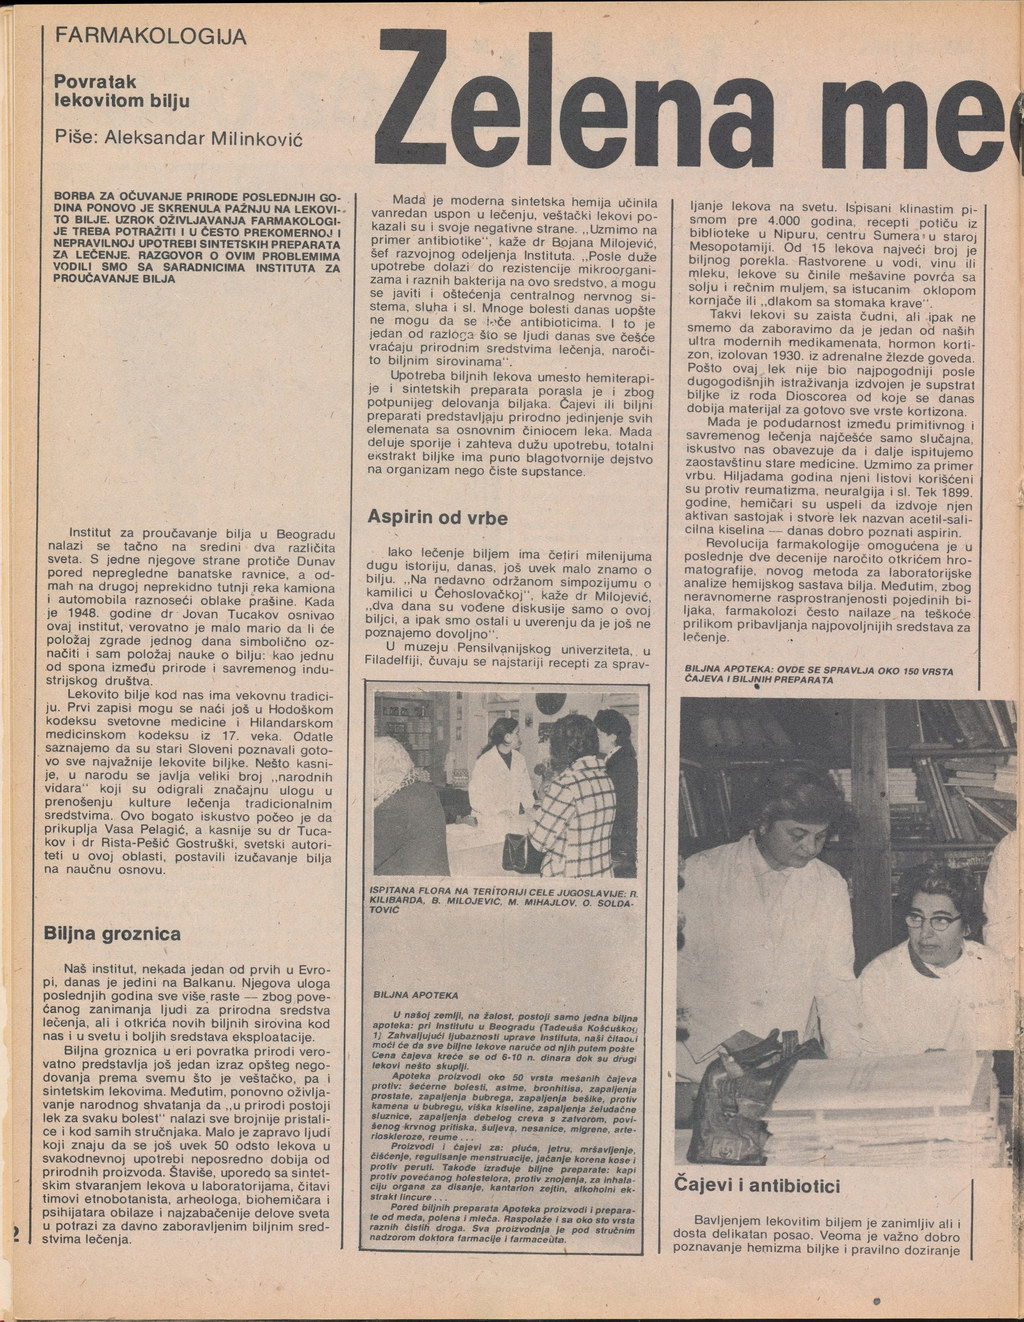 FARMAKOLOGIJA
Povratak
lekovitom bilju
Piše: Aleksandar Milinković
Zelena me
BORBA ZA OČUVANJE PRIRODE POSLEDNJIH GO-
DINA PONOVO JE SKRENULA PAŽNJU NA LEKOVI-
TO BILJE. UZROK OŽIVLJAVANJA FARMAKOLOGI-
JE TREBA POTRAŽITI I U ČESTO PREKOMERNOJ I
NEPRAVILNOJ UPOTREBI SINTETSKIH PREPARATA
ZA LEČENJE. RAZGOVOR O OVIM PROBLEMIMA
VODILI SMO SA SARADNICIMA INSTITUTA ZA
PROUČAVANJE BILJA
Institut za proučavanje bilja u Beogradu
nalazi se tačno na sredini dva različita
sveta. S jedne njegove strane protiče Dunav
pored nepregledne banatske ravnice, a od-
mah na drugoj neprekidno tutnji reka kamiona
i automobila raznoseći oblake prašine. Kada
je 1948. godine dr Jovan Tucakov osnivao
ovaj institut, verovatno je malo mario da li će
položaj zgrade jednog dana simbolično oz-
načiti i sam položaj nauke o bilju: kao jednu
od spona između prirode i savremenog indu-
strijskog društva.
Lekovito bilje kod nas ima vekovnu tradici-
ju. Prvi zapisi mogu se naći još u Hodoškom
kodeksu svetovne medicine i Hilandarskom
medicinskom kodeksu iz 17. veka. Odatle
saznajemo da su stari Sloveni poznavali goto-
vo sve najvažnije lekovite biljke. Nešto kasni-
je, u narodu se javlja veliki broj „narodnih
vidara" koji su odigrali značajnu ulogu u
prenošenju kulture lečenja tradicionalnim
sredstvima. Ovo bogato iskustvo počeo je da
prikuplja Vasa Pelagić, a kasnije su dr Tuca-
kov i dr Rista-Pešić Gostruški, svetski autori-
teti u ovoj oblasti, postavili izučavanje bilja
na naučnu osnovu.
Biljna groznica
Naš institut, nekada jedan od prvih u Evro-
pi, danas je jedini na Balkanu. Njegova uloga
poslednjih godina sve više raste — zbog pove-
ćanog zanimanja ljudi za prirodna sredstva
lečenja, ali i otkrića novih biljnih sirovina kod
nas i u svetu i boljih sredstava eksploatacije.
Biljna groznica u eri povratka prirodi vero-
vatno predstavlja još jedan izraz opšteg nego-
dovanja prema svemu što je veštačko, pa i
sintetskim lekovima. Međutim, ponovno oživlja-
vanje narodnog shvatanja da „u prirodi postoji
lek za svaku bolest" nalazi sve brojnije pristali-
ce i kod samih stručnjaka. Malo je zapravo ljudi
koji znaju da se još uvek 50 odsto lekova u
svakodnevnoj upotrebi neposredno dobija od
prirodnih proizvoda. Štaviše, uporedo sa sintet-
skim stvaranjem lekova u laboratorijama, čitavi
timovi etnobotanista, arheologa, biohemičara i
psihijatara obilaze i najzabačenije delove sveta
u potrazi za davno zaboravljenim biljnim sred-
stvima lečenja.
Mada je moderna sintetska hemija učinila
vanredan uspon u lečenju, veštački lekovi po-
kazali su i svoje negativne strane. „Uzmimo na
primer antibiotike", kaže dr Bojana Milojević,
šef razvojnog odeljenja Instituta. „Posle duže
upotrebe dolazi do rezistencije mikroorgani-
zama i raznih bakterija na ovo sredstvo, a mogu
se javiti i oštećenja centralnog nervnog si-
stema, sluha i sl. Mnoge bolesti danas uopšte
ne mogu da se leče antibioticima. I to je
jedan od razloga što se ljudi danas sve češće
vraćaju prirodnim sredstvima lečenja, naroči-
to biljnim sirovinama".
Upotreba biljnih lekova umesto hemiterapi-
je i sintetskih preparata porasla je i zbog
potpunijeg delovanja biljaka. Čajevi ili biljni
preparati predstavljaju prirodno jedinjenje svih
elemenata sa osnovnim činiocem leka. Mada
deluje sporije i zahteva dužu upotrebu, totalni
ekstrakt biljke ima puno blagotvornije dejstvo
na organizam nego čiste supstance.
Aspirin od vrbe
Iako lečenje biljem ima četiri milenijuma
dugu istoriju, danas, još uvek malo znamo o
bilju. „Na nedavno održanom simpozijumu o
kamilici u Čehoslovačkoj", kaže dr Milojević,
„dva dana su vođene diskusije samo o ovoj
biljci, a ipak smo ostali u uverenju da je još ne
poznajemo dovoljno".
U muzeju Pensilvanijskog univerziteta, u
Filadelfiji, čuvaju se najstariji recepti za sprav-
ISPITANA FLORA NA TERITORIJI CELE JUGOSLAVIJE: R.
KILIBARDA, B. MILOJEVIĆ, M. MIHAJLOV, O. SOLDA-
TOVIĆ
BILJNA APOTEKA
U našoj zemlji, na žalost, postoji samo jedna biljna
apoteka: pri Institutu u Beogradu (Tadeuša Košćuškog
1) Zahvaljujući ljubaznosti uprave Instituta, naši čitaoci
moći će da sve biljne lekove naruče od njih putem pošte
Cena čajeva kreće se od 6-10 n. dinara dok su drugi
lekovi nešto skuplji.
Apoteka proizvodi oko 50 vrsta mešanih čajeva
protiv: šećerne bolesti, astme, bronhitisa, zapaljenja
prostate, zapaljenja bubrega, zapaljenja bešike, protiv
kamena u bubregu, viška kiseline, zapaljenja želudačne
sluznice, zapaljenja debelog creva s zatvorom, povi-
šenog krvnog pritiska, šuljeva, nesanice, migrene, arte-
rioskleroze, reume ...
Proizvodi i čajevi za: pluća, jetru, mršavljenje,
čišćenje, regulisanje menstruacije, jačanje korena kose i
protiv peruti. Takođe izrađuje biljne preparate: kapi
protiv povećanog holestelora, protiv znojenja, za inhala-
ciju organa za disanje, kantarion zejtin, alkoholni ek-
strakt tincure ...
Pored biljnih preparata Apoteka proizvodi i prepara-
te od meda, polena i mleča. Raspolaže i sa oko sto vrsta
raznih čistih droga. Sva proizvodnja je pod stručnim
nadzorom doktora farmacije i farmaceuta.
ljanje lekova na svetu. Ispisani klinastim pi-
smom pre 4.000 godina, recepti potiču iz
biblioteke u Nipuru, centru Sumera u staroj
Mesopotamiji. Od 15 lekova najveći broj je
biljnog porekla. Rastvorene u vodi, vinu ili
mleku, lekove su činile mešavine povrća sa
solju i rečnim muljem, sa istucanim oklopom
kornjače ili „dlakom sa stomaka krave".
Takvi lekovi su zaista čudni, ali ipak ne
smemo da zaboravimo da je jedan od naših
ultra modernih medikamenata, hormon korti-
zon, izolovan 1930. iz adrenalne žlezde goveda.
Pošto ovaj lek nije bio najpogodniji posle
dugogodišnjih istraživanja izdvojen je supstrat
biljke iz roda Dioscorea od koje se danas
dobija materijal za gotovo sve vrste kortizona.
Mada je podudarnost između primitivnog i
savremenog lečenja najčešće samo slučajna,
iskustvo nas obavezuje da i dalje ispitujemo
zaostavštinu stare medicine. Uzmimo za primer
vrbu. Hiljadama godina njeni listovi korišćeni
su protiv reumatizma, neuralgija i sl. Tek 1899.
godine, hemičari su uspeli da izdvoje njen
aktivan sastojak i stvore lek nazvan acetil-sali-
cilna kiselina — danas dobro poznati aspirin.
Revolucija farmakologije omogućena je u
poslednje dve decenije naročito otkrićem hro-
matografije, novog metoda za laboratorijske
analize hemijskog sastava bilja. Međutim, zbog
neravnomerne rasprostranjenosti pojedinih bi-
ljaka, farmakolozi često nailaze na teškoće
prilikom pribavljanja najpovoljnijih sredstava za
lečenje.
BILJNA APOTEKA: OVDE SE SPRAVLJA OKO 150 VRSTA
ČAJEVA I BILJNIH PREPARATA
Čajevi i antibiotici
Bavljenjem lekovitim biljem je zanimljiv ali i
dosta delikatan posao. Veoma je važno dobro
poznavanje hemizma biljke i pravilno doziranje
2